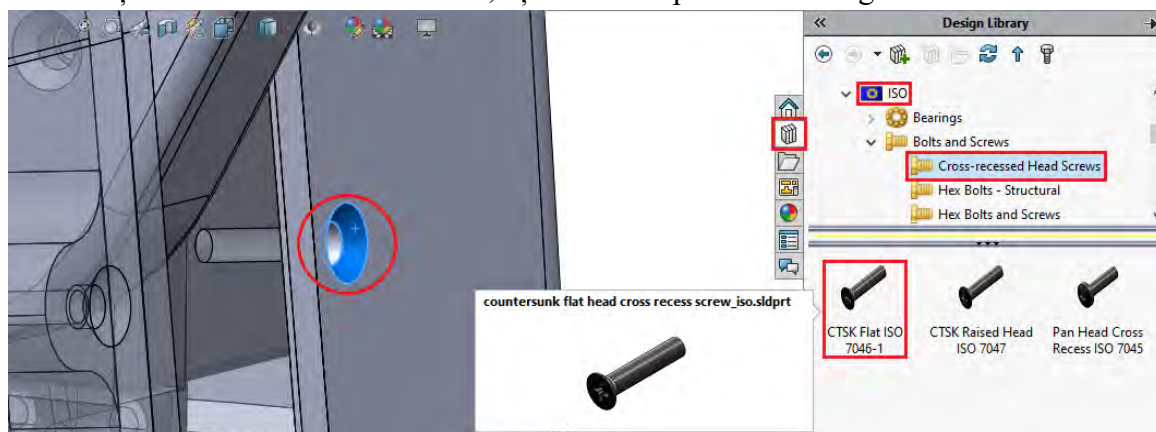 Design Library
ISO
Bearings
Bolts and Screws
Cross-recessed Head Screws
Hex Bolts - Structural
Hex Bolts and Screws
countersunk flat head cross recess screw_iso.sldprt
CTSK Flat ISO
7046-1
CTSK Raised Head
ISO 7047
Pan Head Cross
Recess ISO 7045